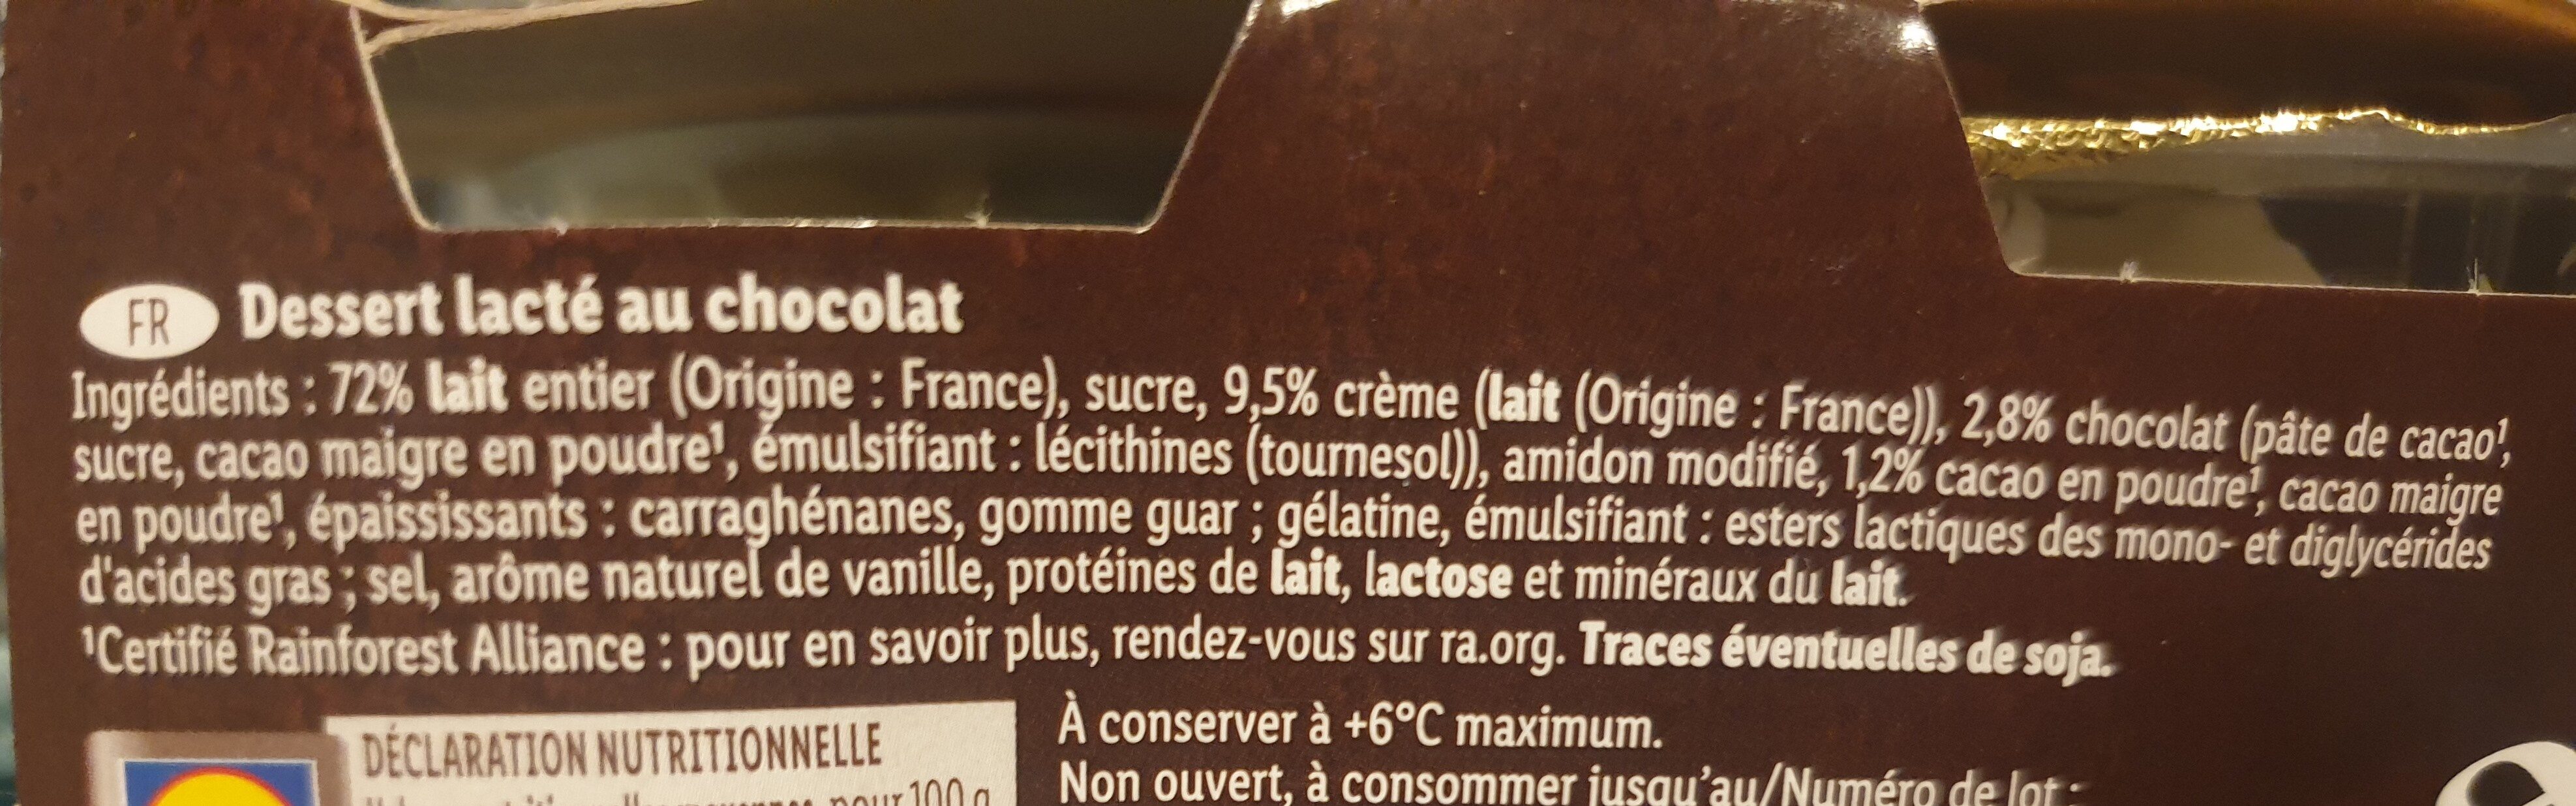 FR Dessert lacté au chocolat
Ingrédients : 72% lait entier (Origine : France), sucre, 9,5% crème (lait (Origine : France)), 2,8% chocolat (pâte de cacao¹,
sucre, cacao maigre en poudre¹, émulsifiant : lécithines (tournesol)), amidon modifié, 1,2% cacao en poudre¹, cacao maigre
en poudre¹, épaississants : carraghénanes, gomme guar ; gélatine, émulsifiant : esters lactiques des mono- et diglycérides
d'acides gras ; sel, arôme naturel de vanille, protéines de lait, lactose et minéraux du lait.
¹Certifié Rainforest Alliance : pour en savoir plus, rendez-vous sur ra.org. Traces éventuelles de soja.
DÉCLARATION NUTRITIONNELLE
pour 100 g
À conserver à +6°C maximum.
Non ouvert, à consommer jusqu'au/Numéro de lot :